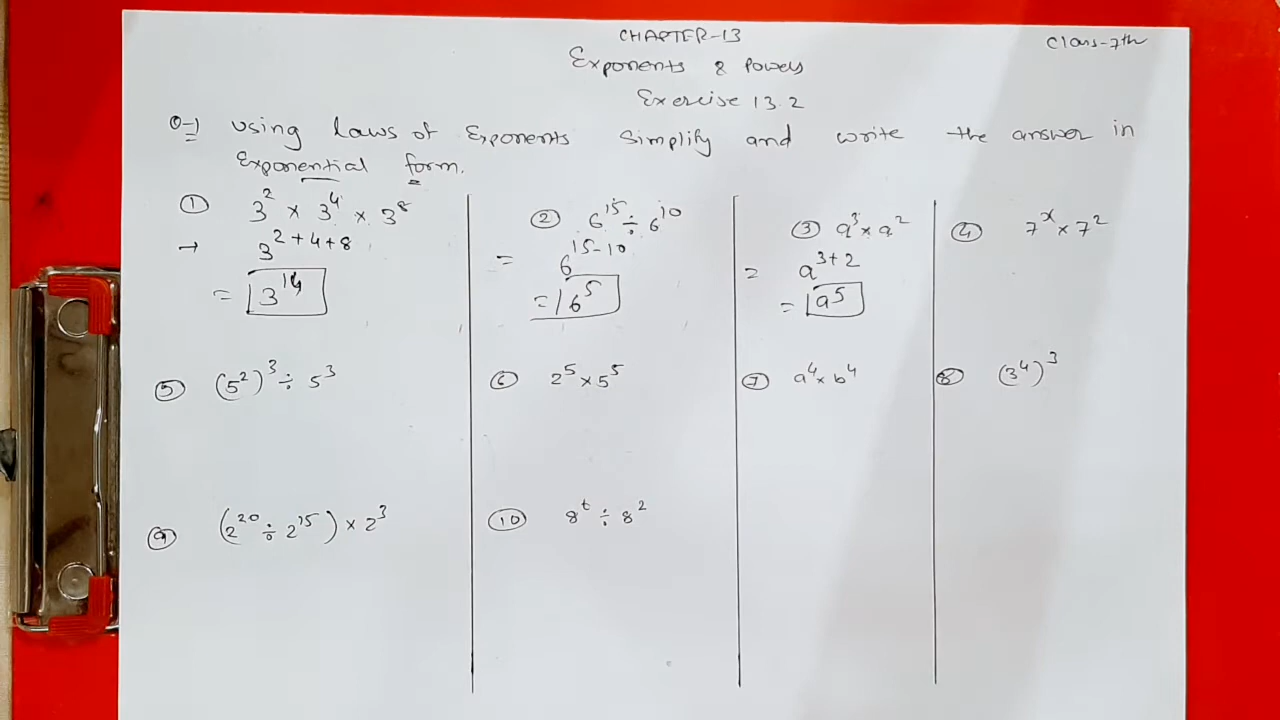 CHAPTER-13
Class-7th
Exponents & Powers
Exercise 13.2
Q-1 using laws of Exponents Simplify and write the answer in
Exponential form.
① 3² × 3⁴ × 3⁸
→ 3²⁺⁴⁺⁸
= 3¹⁴
② 6¹⁵ ÷ 6¹⁰
= 6¹⁵⁻¹⁰
= 6⁵
③ a³ × a²
= a³⁺²
= a⁵
④ 7ˣ × 7²
⑤ (5²)³ ÷ 5³
⑥ 2⁵ × 5⁵
⑦ a⁴ × b⁴
⑧ (3⁴)³
⑨ (2²⁰ ÷ 2¹⁵) × 2³
⑩ 8ᵗ ÷ 8²